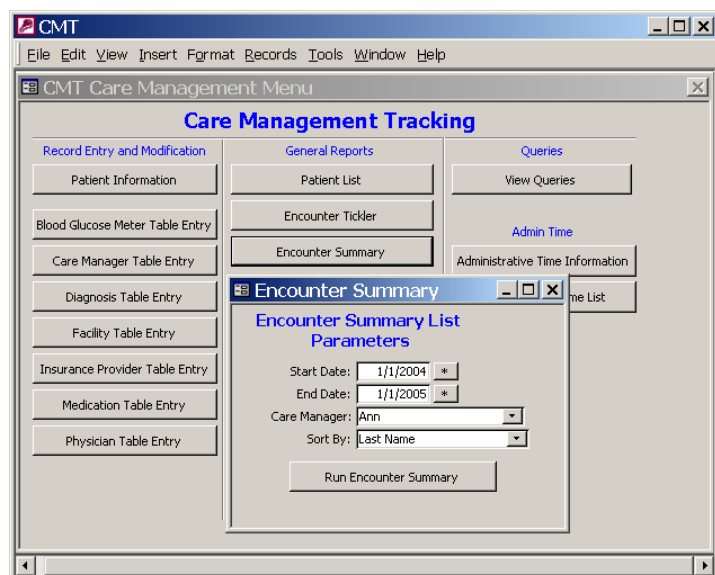 CMT
File Edit View Insert Format Records Tools Window Help
CMT Care Management Menu
Care Management Tracking
Record Entry and Modification
Patient Information
Blood Glucose Meter Table Entry
Care Manager Table Entry
Diagnosis Table Entry
Facility Table Entry
Insurance Provider Table Entry
Medication Table Entry
Physician Table Entry
General Reports
Patient List
Encounter Tickler
Encounter Summary
Queries
View Queries
Admin Time
Administrative Time Information
me List
Encounter Summary
Encounter Summary List
Parameters
Start Date: 1/1/2004 *
End Date: 1/1/2005 *
Care Manager: Ann
Sort By: Last Name
Run Encounter Summary